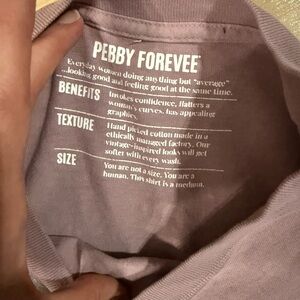 PEBBY FOREVEE
Everyday women doing anything but "average"
...looking good and feeling good at the same time.
BENEFITS
Invokes confidence, flatters a
woman's curves, has appealing
graphics.
TEXTURE
Hand picked cotton made in a
ethically managed factory. Our
vintage-inspired looks will get
softer with every wash.
SIZE
You are not a size. You are a
human. This shirt is a medium.